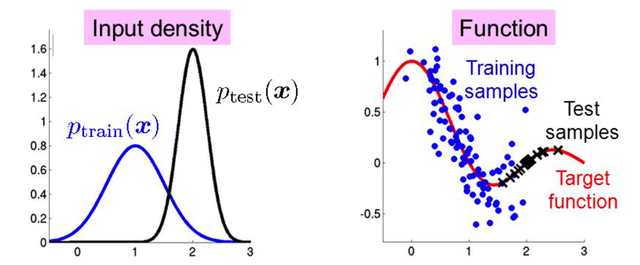 Input density
1.6
1.4
1.2
1
0.8
0.6
0.4
0.2
0
0
1
2
3
p_train(x)
p_test(x)
Function
1
0.5
0
-0.5
0
1
2
3
Training
samples
Test
samples
Target
function